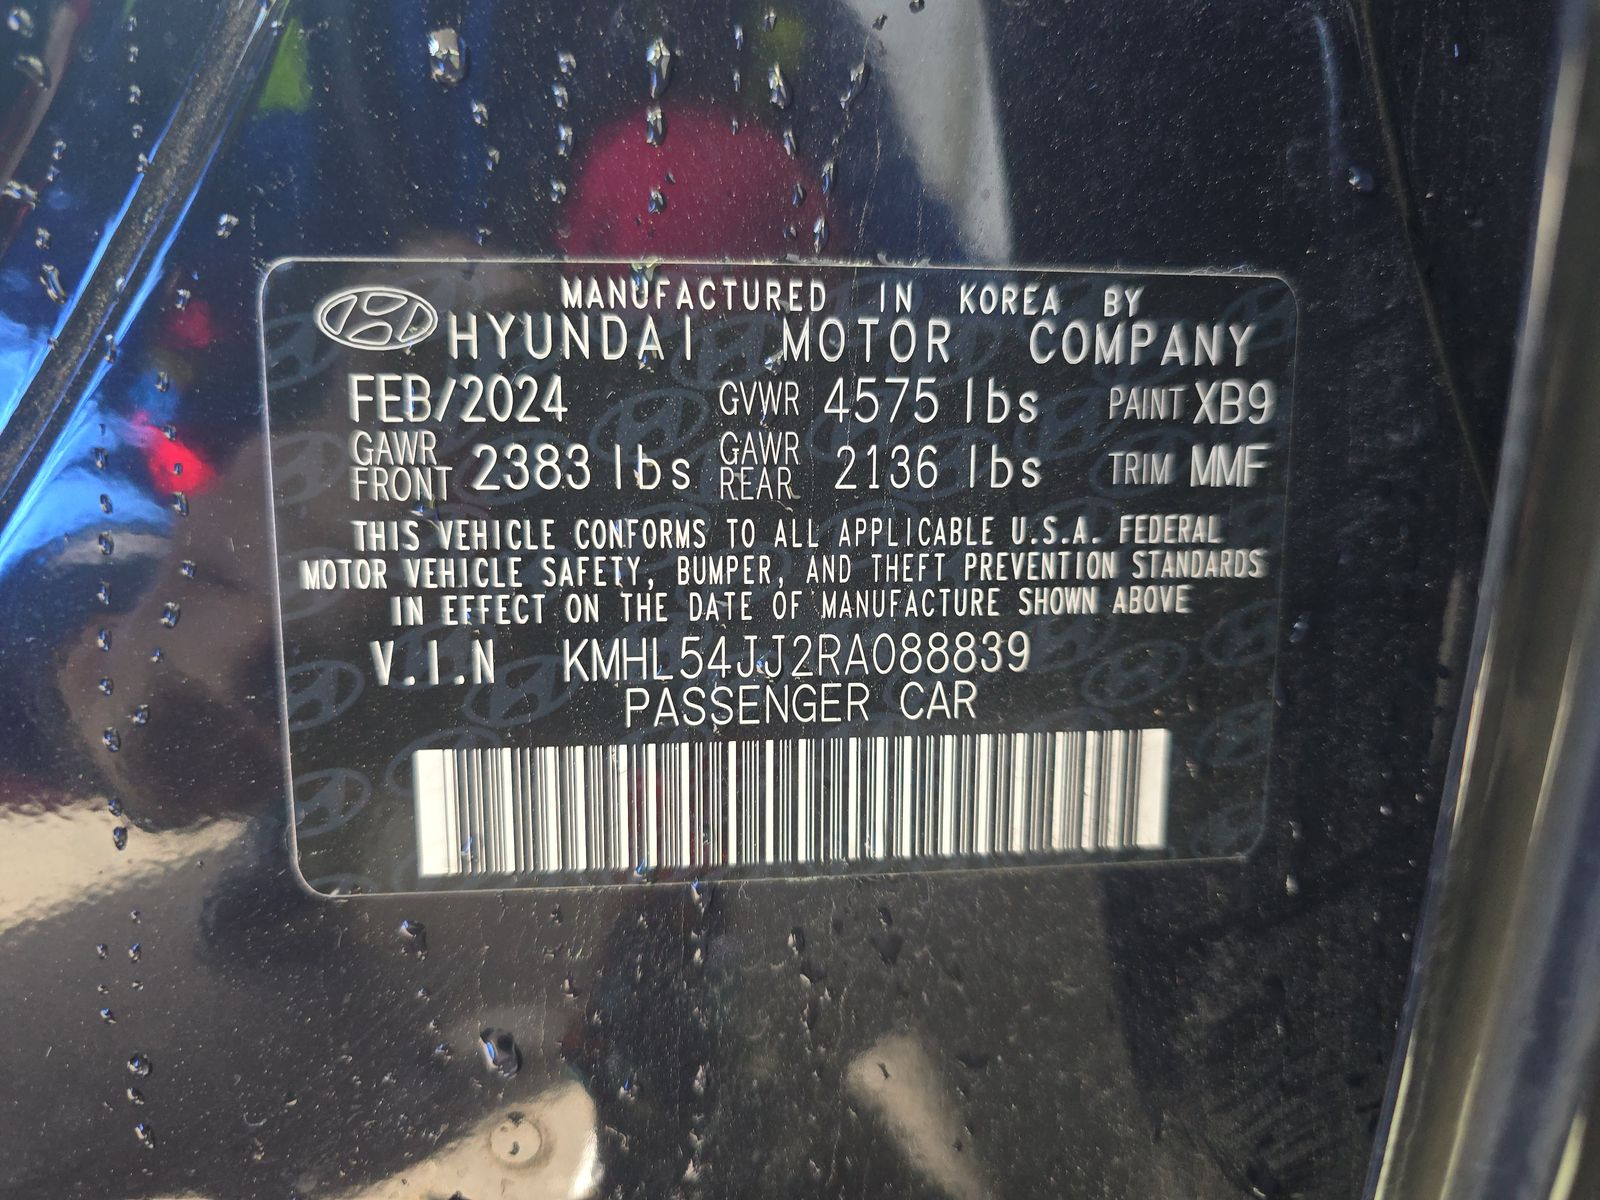 MANUFACTURED IN KOREA BY
HYUNDAI MOTOR COMPANY
FEB/2024 GVWR 4575 lbs PAINT XB9
GAWR FRONT 2383 lbs GAWR REAR 2136 lbs TRIM MMF
THIS VEHICLE CONFORMS TO ALL APPLICABLE U.S.A. FEDERAL
MOTOR VEHICLE SAFETY, BUMPER, AND THEFT PREVENTION STANDARDS
IN EFFECT ON THE DATE OF MANUFACTURE SHOWN ABOVE
V.I.N KMHL54JJ2RA088839
PASSENGER CAR